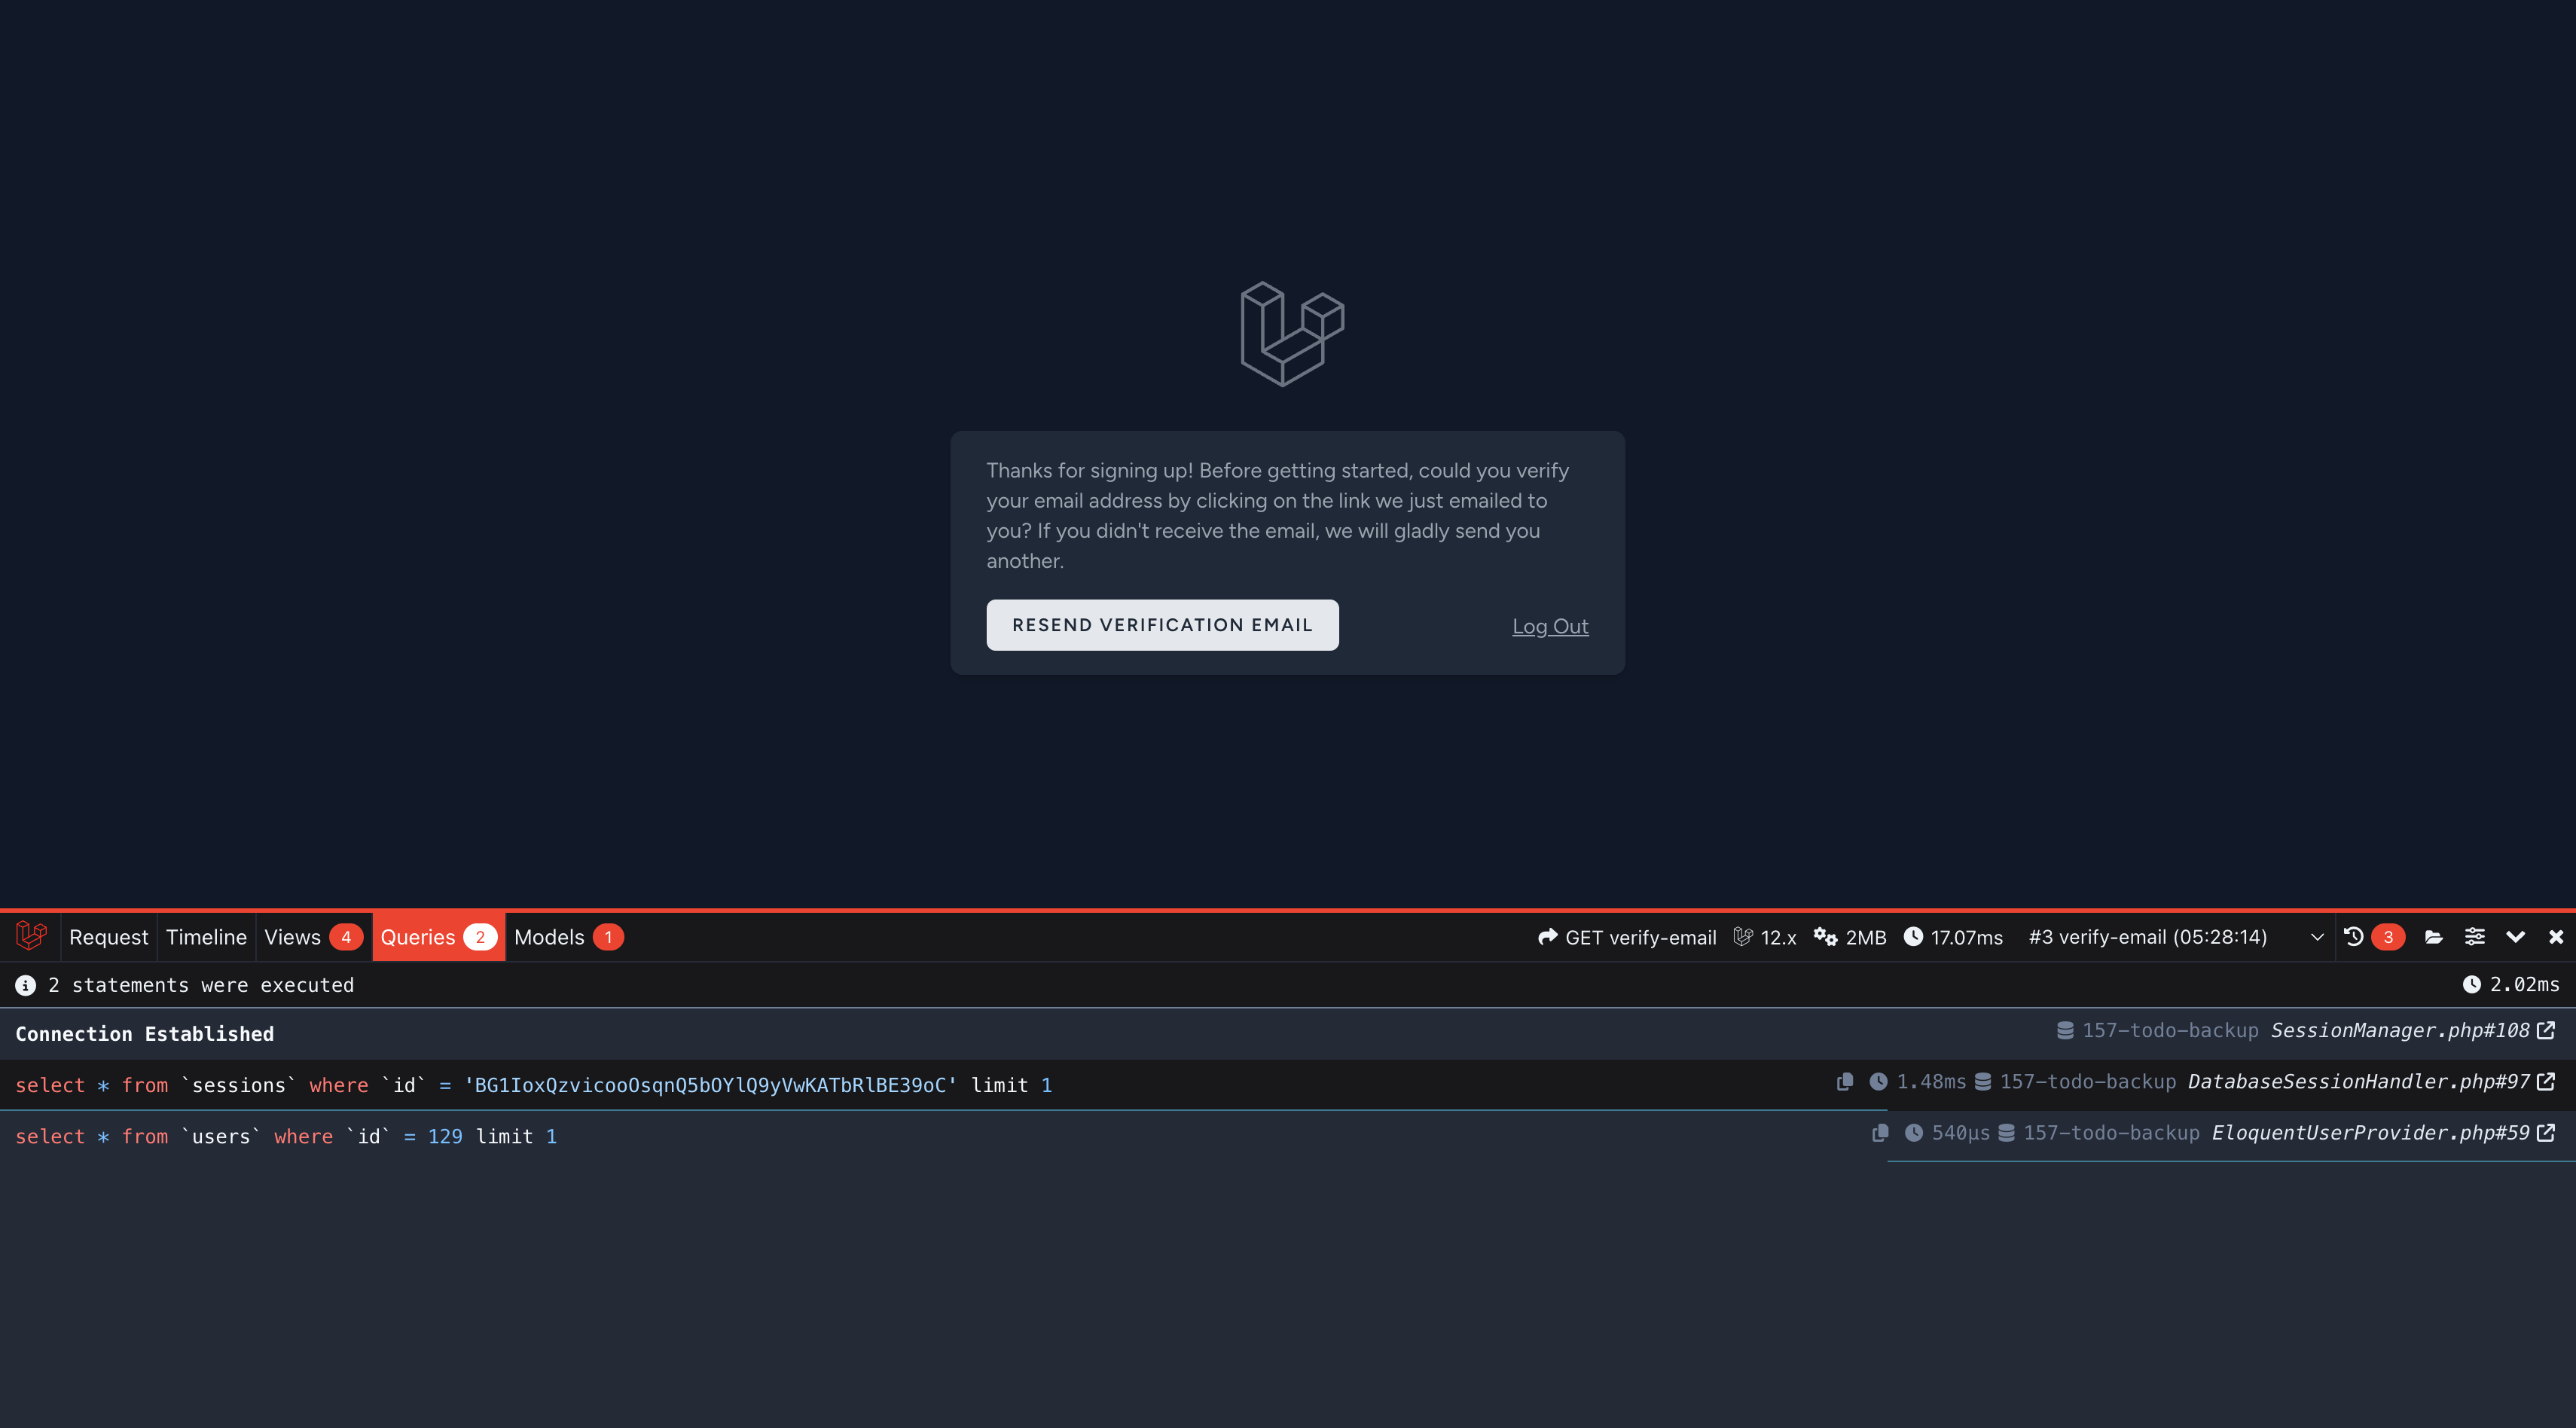 Thanks for signing up! Before getting started, could you verify
your email address by clicking on the link we just emailed to
you? If you didn't receive the email, we will gladly send you
another.
RESEND VERIFICATION EMAIL Log Out
Request Timeline Views 4 Queries 2 Models 1 GET verify-email 12.x 2MB 17.07ms #3 verify-email (05:28:14) 3
2 statements were executed 2.02ms
Connection Established 157-todo-backup SessionManager.php#108
select * from `sessions` where `id` = 'BG1IoxQzvicooOsqnQ5bOYlQ9yVwKATbRlBE39oC' limit 1 1.48ms 157-todo-backup DatabaseSessionHandler.php#97
select * from `users` where `id` = 129 limit 1 540μs 157-todo-backup EloquentUserProvider.php#59